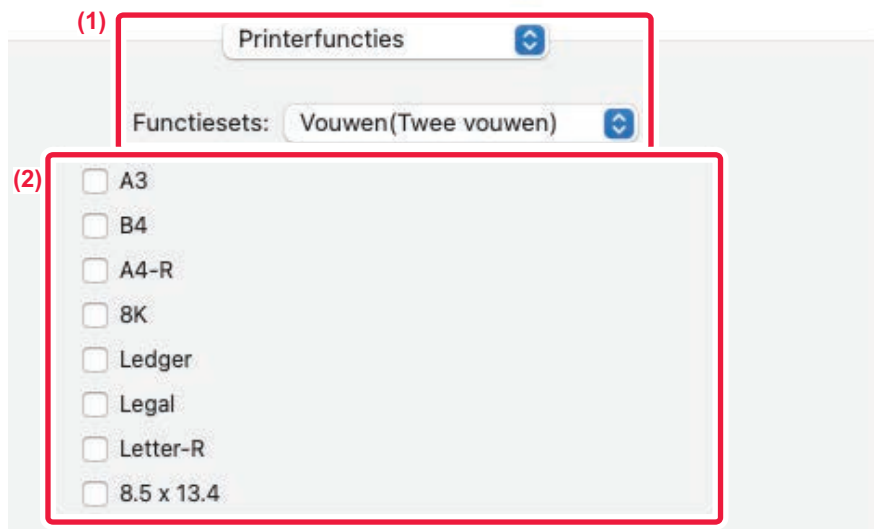 (1)
Printerfuncties
Functiesets: Vouwen(Twee vouwen)
(2)
A3
B4
A4-R
8K
Ledger
Legal
Letter-R
8.5 x 13.4